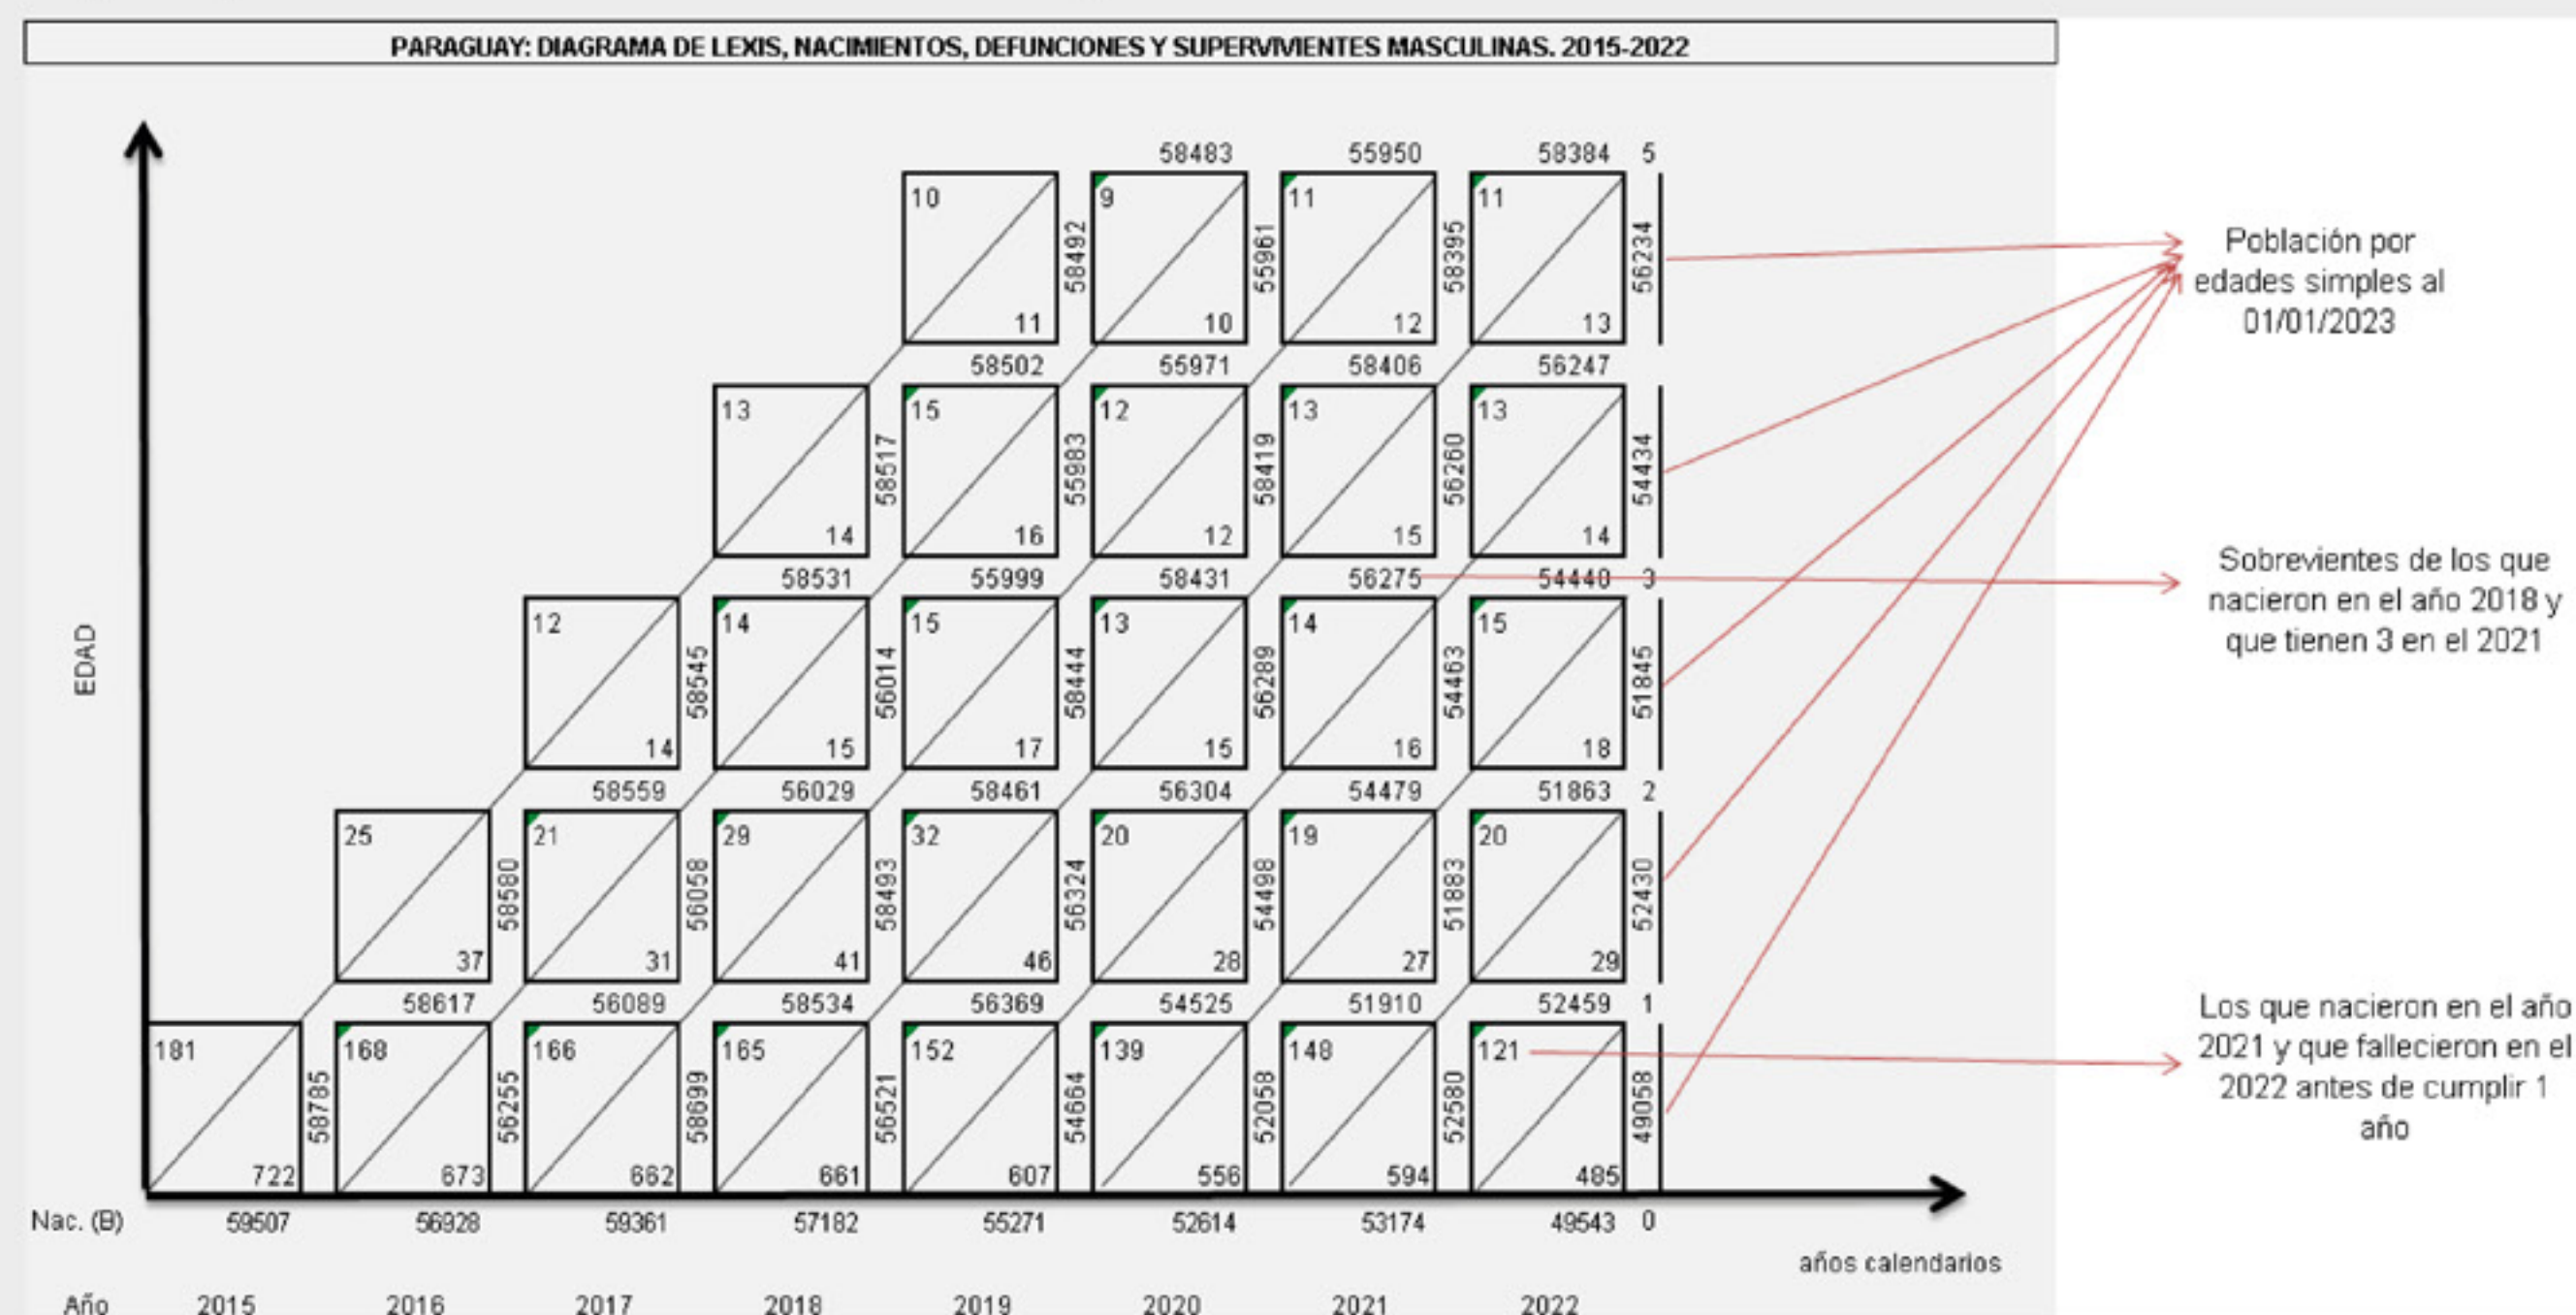 PARAGUAY: DIAGRAMA DE LEXIS, NACIMIENTOS, DEFUNCIONES Y SUPERVIVIENTES MASCULINAS. 2015-2022
58483 55950 58384 5
10 9 11 11
58492 55961 58395 56234
11 10 12 13
58502 55971 58406 56247
13 15 12 13 13
58517 55983 58419 56260 54434
14 16 12 15 14
58531 55999 58431 56275 54448 3
12 14 15 13 14 15
58545 56014 58444 56289 54463 51845
14 15 17 15 16 18
58559 56029 58461 56304 54479 51863 2
25 21 29 32 20 19 20
58580 56058 58493 56324 54498 51883 52430
37 31 41 46 28 27 29
58617 56089 58534 56369 54525 51910 52459 1
181 168 166 165 152 139 148 121
58785 56255 58699 56521 54664 52058 52580 49058
722 673 662 661 607 556 594 485
EDAD
Nac. (B) 59507 56928 59361 57182 55271 52614 53174 49543 0
años calendarios
Año 2015 2016 2017 2018 2019 2020 2021 2022
Población por
edades simples al
01/01/2023
Sobrevientes de los que
nacieron en el año 2018 y
que tienen 3 en el 2021
Los que nacieron en el año
2021 y que fallecieron en el
2022 antes de cumplir 1
año